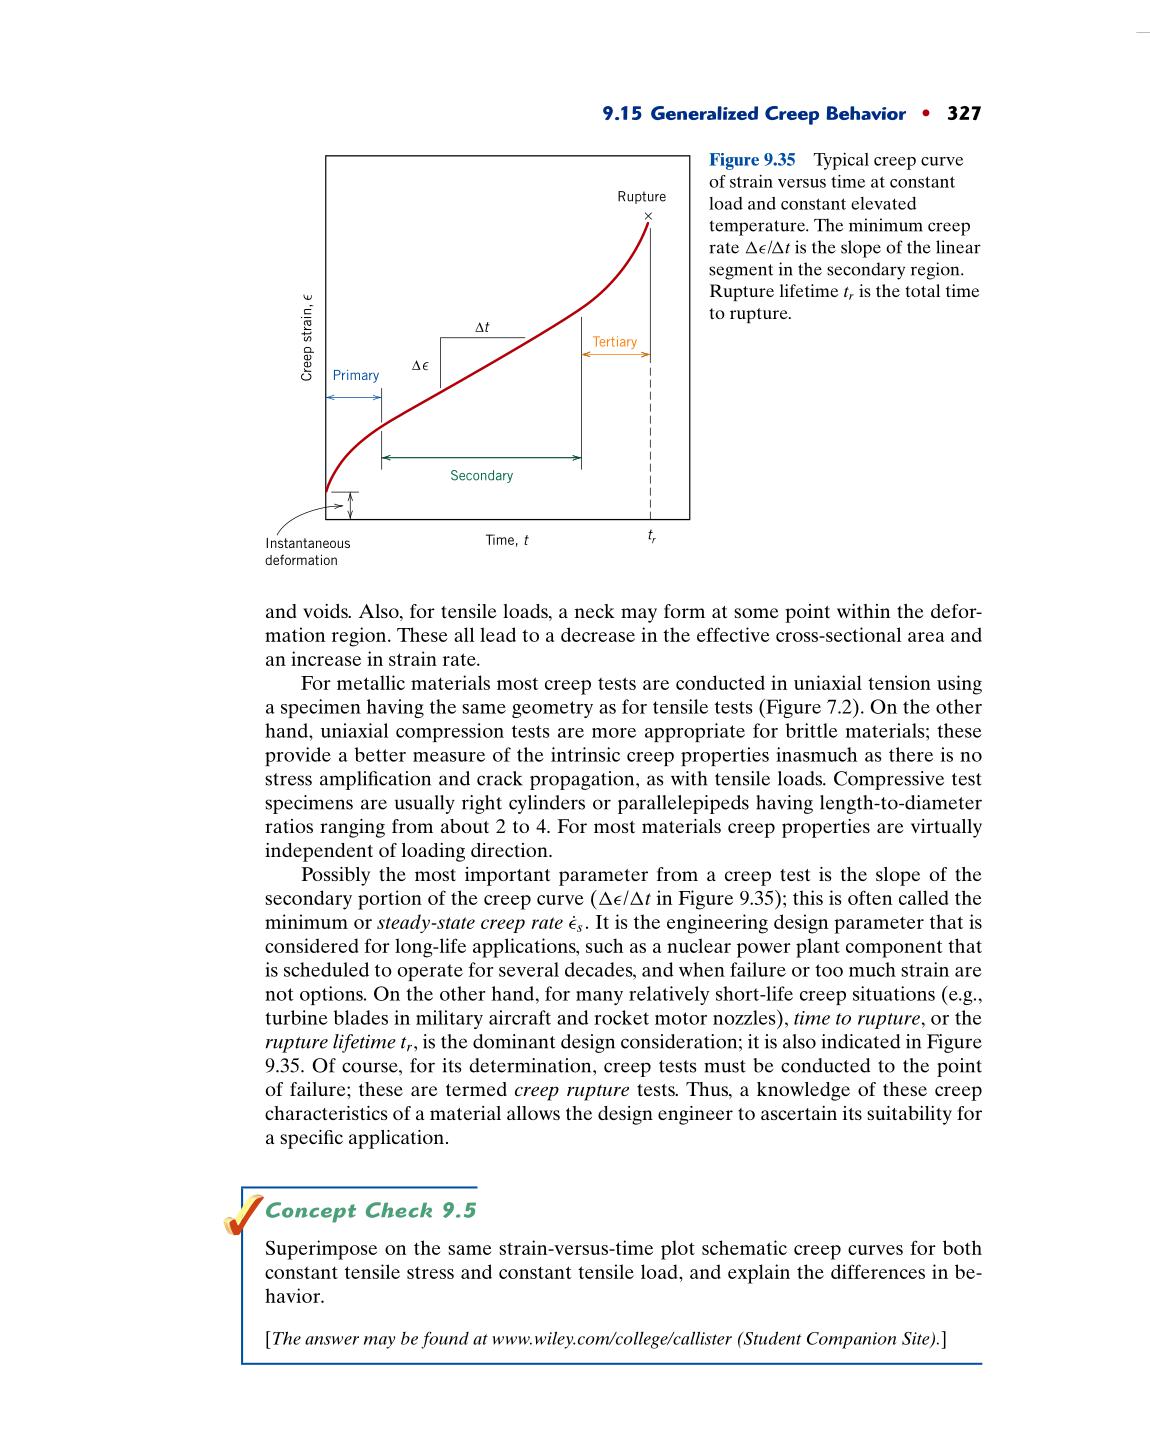 9.15 Generalized Creep Behavior • 327
Figure 9.35 Typical creep curve
of strain versus time at constant
load and constant elevated
temperature. The minimum creep
rate Δϵ/Δt is the slope of the linear
segment in the secondary region.
Rupture lifetime tr is the total time
to rupture.
Rupture
×
Creep strain, ϵ
Δt
Δϵ
Tertiary
Primary
Secondary
Instantaneous
deformation
Time, t
tr
and voids. Also, for tensile loads, a neck may form at some point within the defor-
mation region. These all lead to a decrease in the effective cross-sectional area and
an increase in strain rate.
For metallic materials most creep tests are conducted in uniaxial tension using
a specimen having the same geometry as for tensile tests (Figure 7.2). On the other
hand, uniaxial compression tests are more appropriate for brittle materials; these
provide a better measure of the intrinsic creep properties inasmuch as there is no
stress amplification and crack propagation, as with tensile loads. Compressive test
specimens are usually right cylinders or parallelepipeds having length-to-diameter
ratios ranging from about 2 to 4. For most materials creep properties are virtually
independent of loading direction.
Possibly the most important parameter from a creep test is the slope of the
secondary portion of the creep curve (Δϵ/Δt in Figure 9.35); this is often called the
minimum or steady-state creep rate ϵ̇s. It is the engineering design parameter that is
considered for long-life applications, such as a nuclear power plant component that
is scheduled to operate for several decades, and when failure or too much strain are
not options. On the other hand, for many relatively short-life creep situations (e.g.,
turbine blades in military aircraft and rocket motor nozzles), time to rupture, or the
rupture lifetime tr, is the dominant design consideration; it is also indicated in Figure
9.35. Of course, for its determination, creep tests must be conducted to the point
of failure; these are termed creep rupture tests. Thus, a knowledge of these creep
characteristics of a material allows the design engineer to ascertain its suitability for
a specific application.
Concept Check 9.5
Superimpose on the same strain-versus-time plot schematic creep curves for both
constant tensile stress and constant tensile load, and explain the differences in be-
havior.
[The answer may be found at www.wiley.com/college/callister (Student Companion Site).]